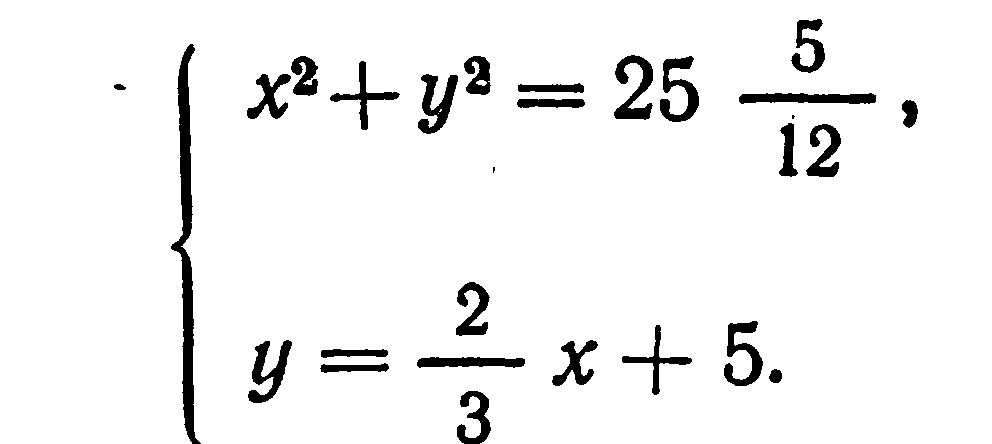 x² + y² = 25 5/12,
y = 2/3 x + 5.